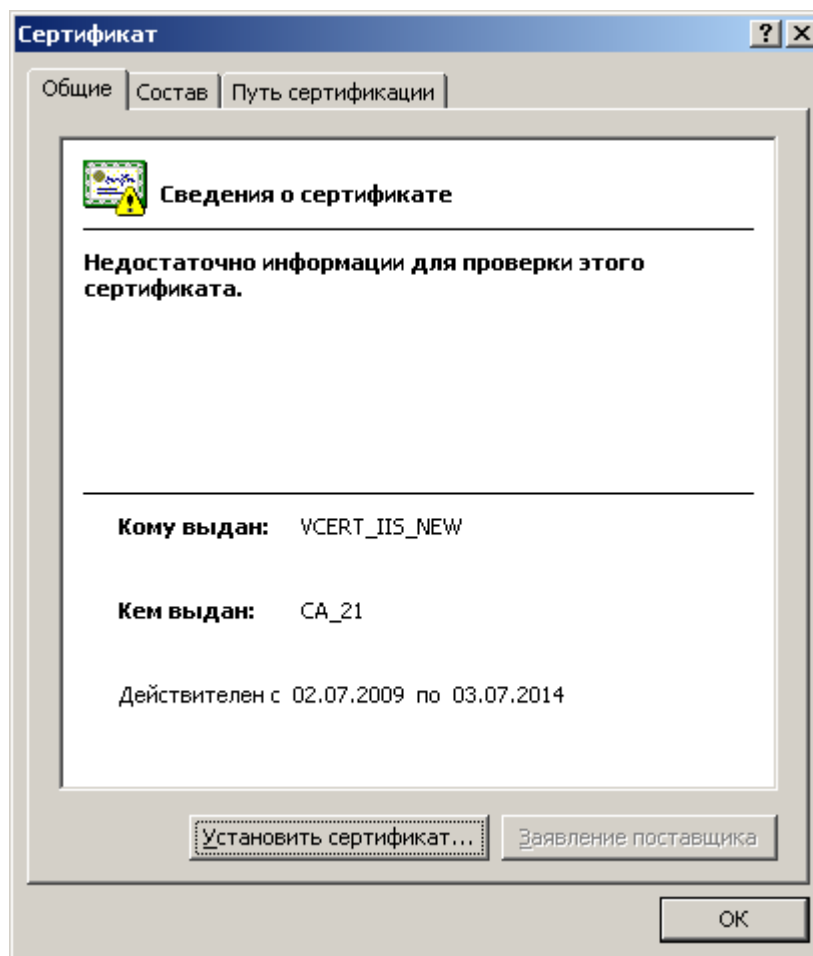 Сертификат
Общие Состав Путь сертификации
Сведения о сертификате
Недостаточно информации для проверки этого
сертификата.
Кому выдан: VCERT_IIS_NEW
Кем выдан: CA_21
Действителен с 02.07.2009 по 03.07.2014
Установить сертификат... Заявление поставщика
ОК